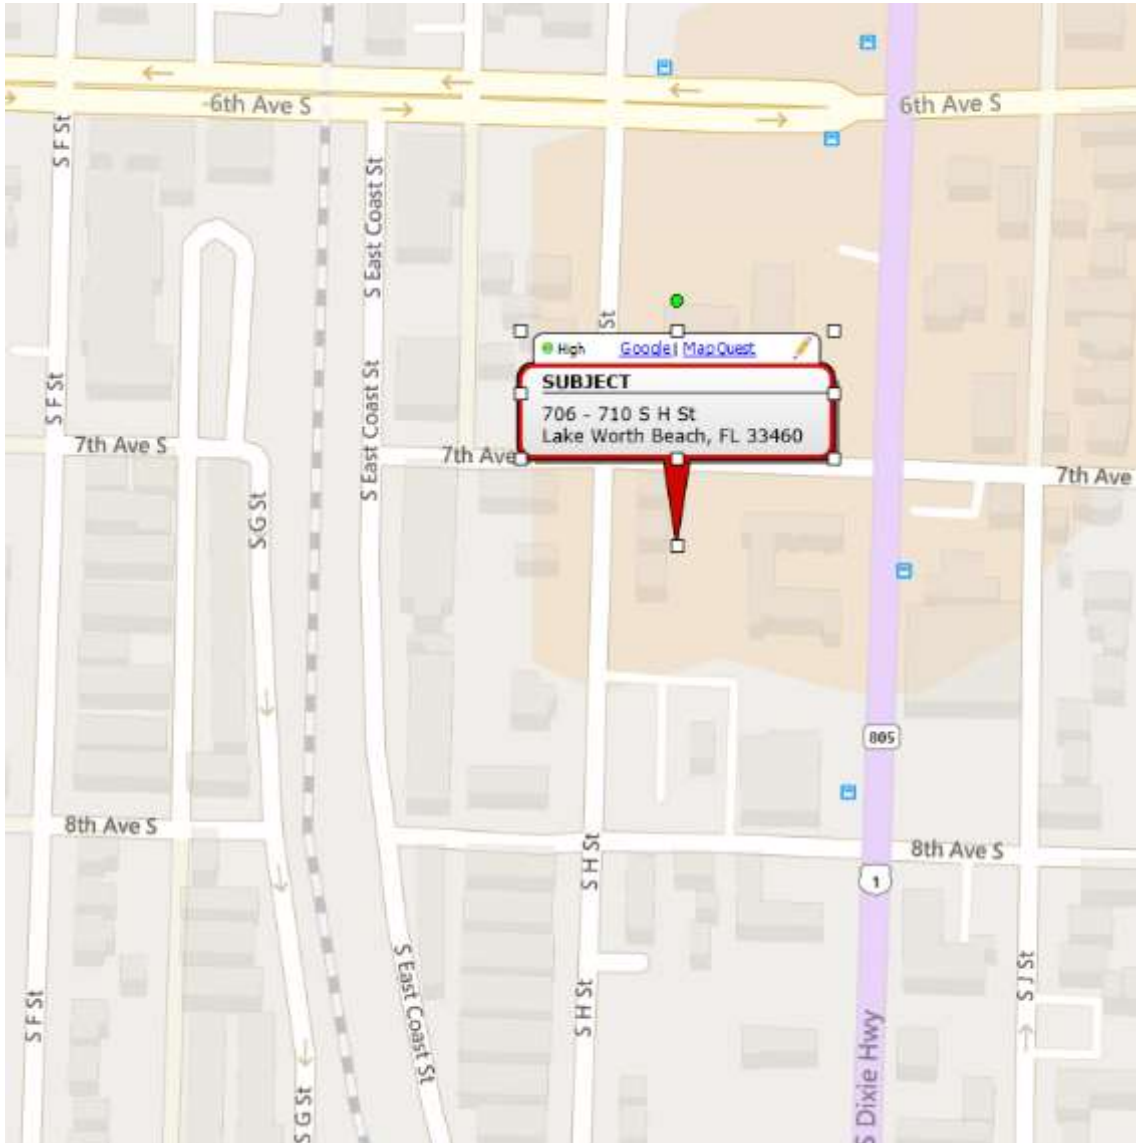 6th Ave S
6th Ave S
S F St
S East Coast St
St
High Google | MapQuest
SUBJECT
706 - 710 S H St
Lake Worth Beach, FL 33460
S F St
S East Coast St
7th Ave S
7th Ave
7th Ave
S G St
805
8th Ave S
S H St
8th Ave S
1
S East Coast St
S F St
S H St
S J St
S Dixie Hwy
S G St